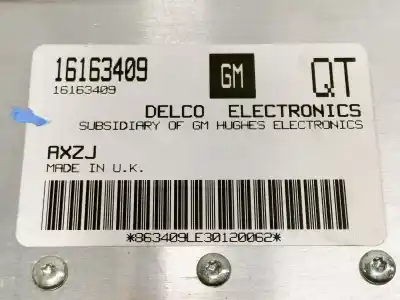 16163409
16163409
GM
QT
DELCO ELECTRONICS
SUBSIDIARY OF GM HUGHES ELECTRONICS
AXZJ
MADE IN U.K.
*863409LE30120062*